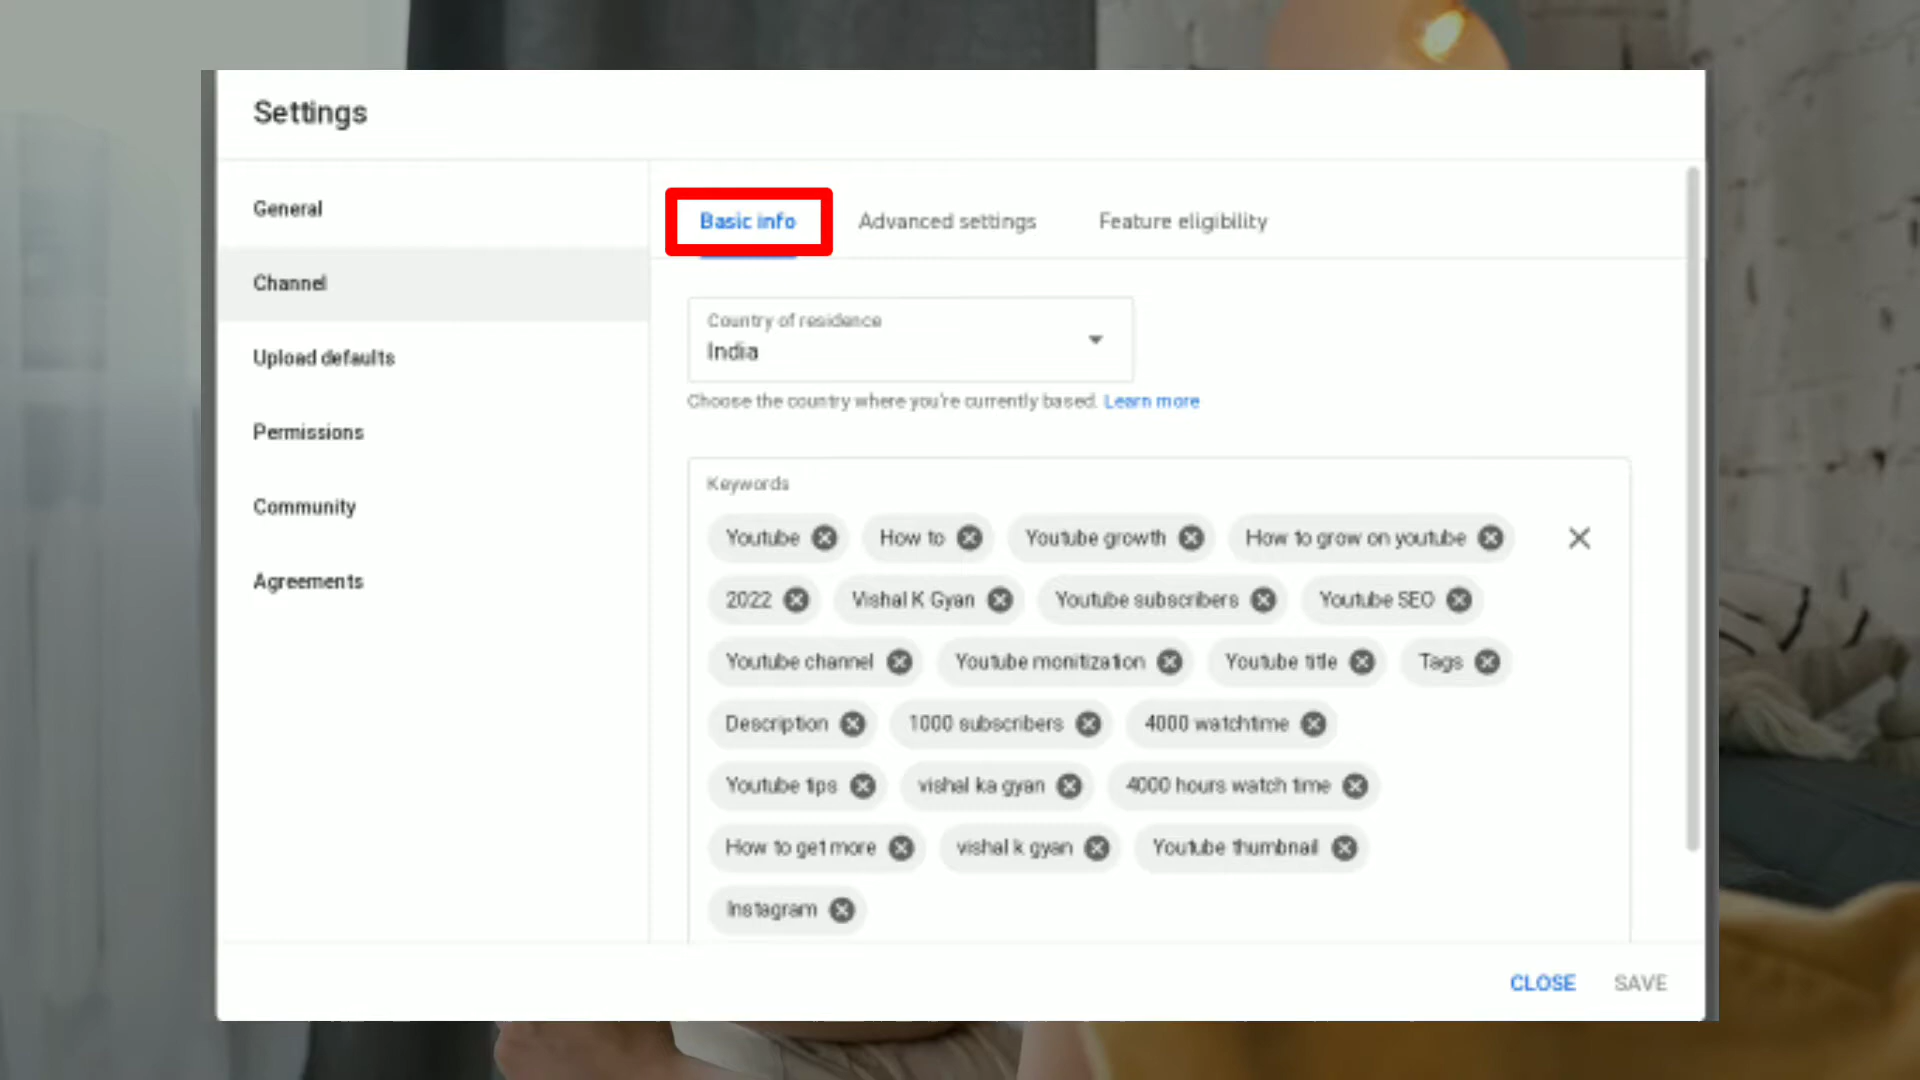 Settings
General
Channel
Upload defaults
Permissions
Community
Agreements
Basic info Advanced settings Feature eligibility
Country of residence
India
Choose the country where you're currently based. Learn more
Keywords
Youtube How to Youtube growth How to grow on youtube
2022 Vishal K Gyan Youtube subscribers Youtube SEO
Youtube channel Youtube monitization Youtube title Tags
Description 1000 subscribers 4000 watchtime
Youtube tips vishal ka gyan 4000 hours watch time
How to get more vishal k gyan Youtube thumbnail
Instagram
CLOSE SAVE